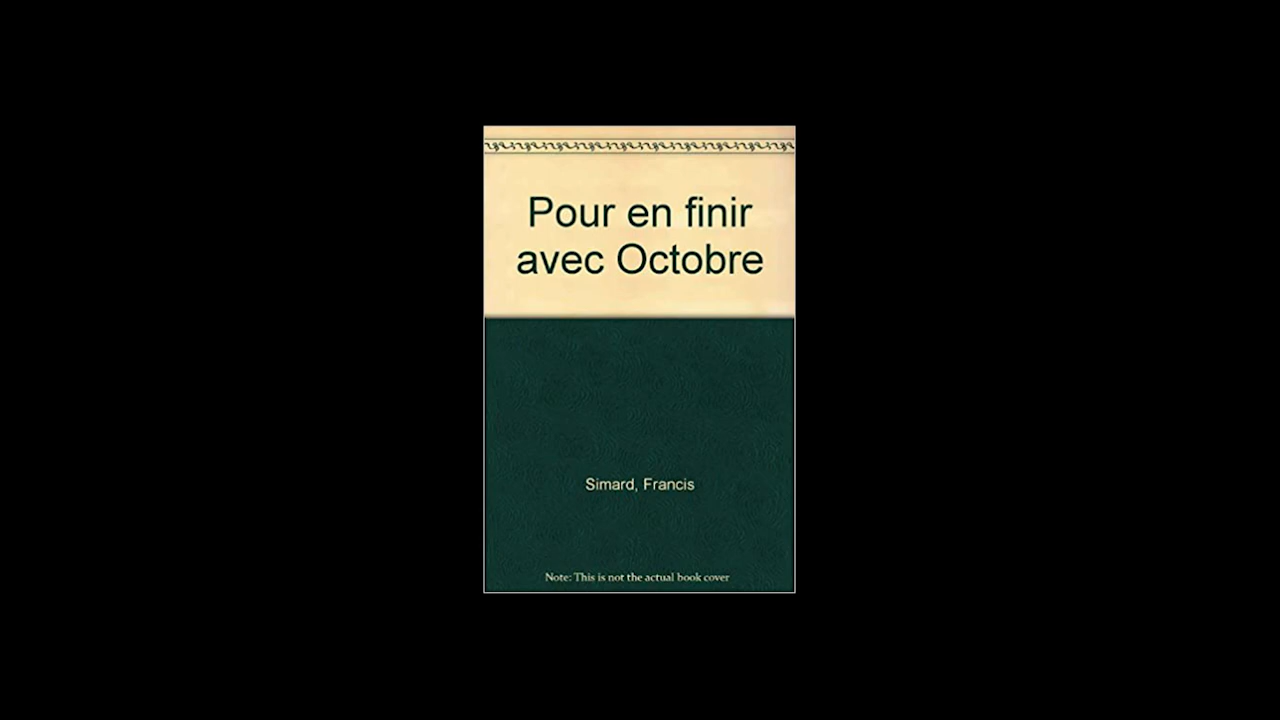 Pour en finir
avec Octobre
Simard, Francis
Note: This is not the actual book cover